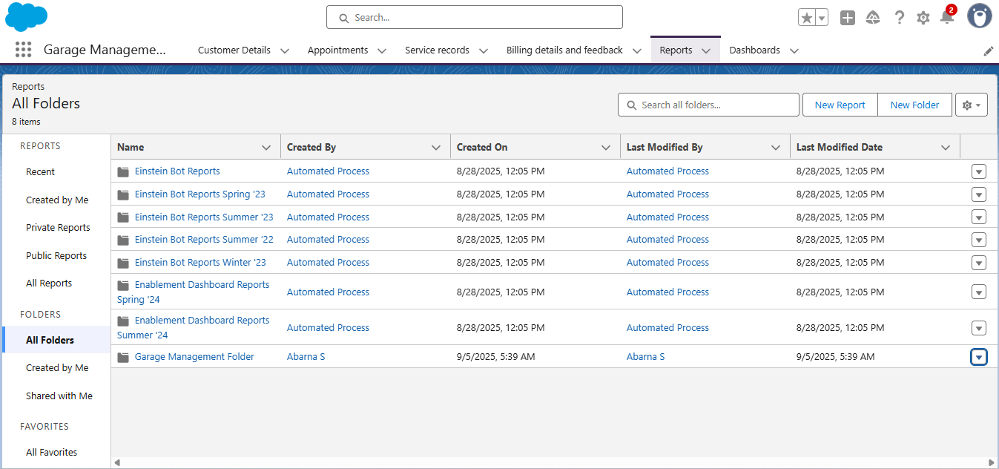 Search...
2
Garage Manageme...
Customer Details
Appointments
Service records
Billing details and feedback
Reports
Dashboards
Reports
All Folders
8 items
Search all folders...
New Report
New Folder
REPORTS
Recent
Created by Me
Private Reports
Public Reports
All Reports
FOLDERS
All Folders
Created by Me
Shared with Me
FAVORITES
All Favorites
Name Created By Created On Last Modified By Last Modified Date
Einstein Bot Reports Automated Process 8/28/2025, 12:05 PM Automated Process 8/28/2025, 12:05 PM
Einstein Bot Reports Spring '23 Automated Process 8/28/2025, 12:05 PM Automated Process 8/28/2025, 12:05 PM
Einstein Bot Reports Summer '23 Automated Process 8/28/2025, 12:05 PM Automated Process 8/28/2025, 12:05 PM
Einstein Bot Reports Summer '22 Automated Process 8/28/2025, 12:05 PM Automated Process 8/28/2025, 12:05 PM
Einstein Bot Reports Winter '23 Automated Process 8/28/2025, 12:05 PM Automated Process 8/28/2025, 12:05 PM
Enablement Dashboard Reports
Spring '24 Automated Process 8/28/2025, 12:05 PM Automated Process 8/28/2025, 12:05 PM
Enablement Dashboard Reports
Summer '24 Automated Process 8/28/2025, 12:05 PM Automated Process 8/28/2025, 12:05 PM
Garage Management Folder Abarna S 9/5/2025, 5:39 AM Abarna S 9/5/2025, 5:39 AM